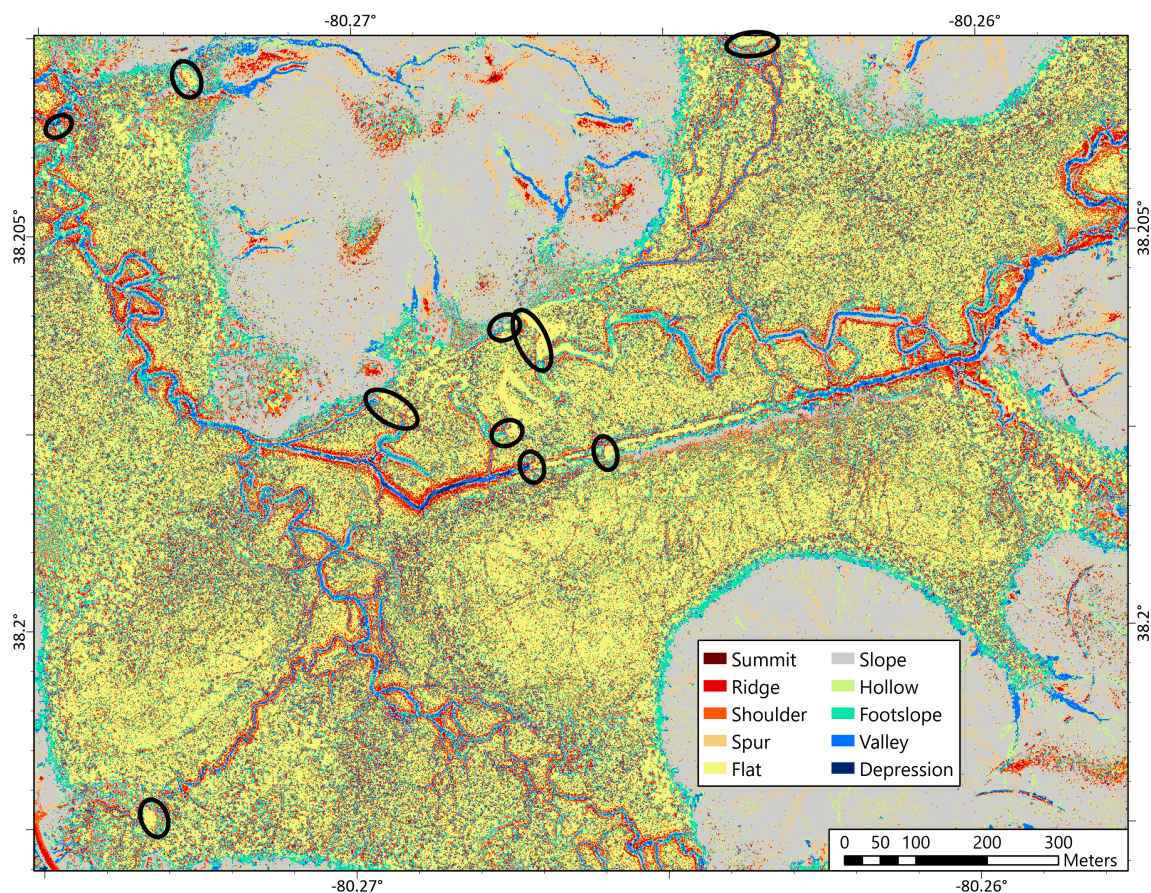 -80.27° -80.26°
38.205° 38.205°
38.2° 38.2°
Summit Slope
Ridge Hollow
Shoulder Footslope
Spur Valley
Flat Depression
0 50 100 200 300
Meters
-80.27° -80.26°